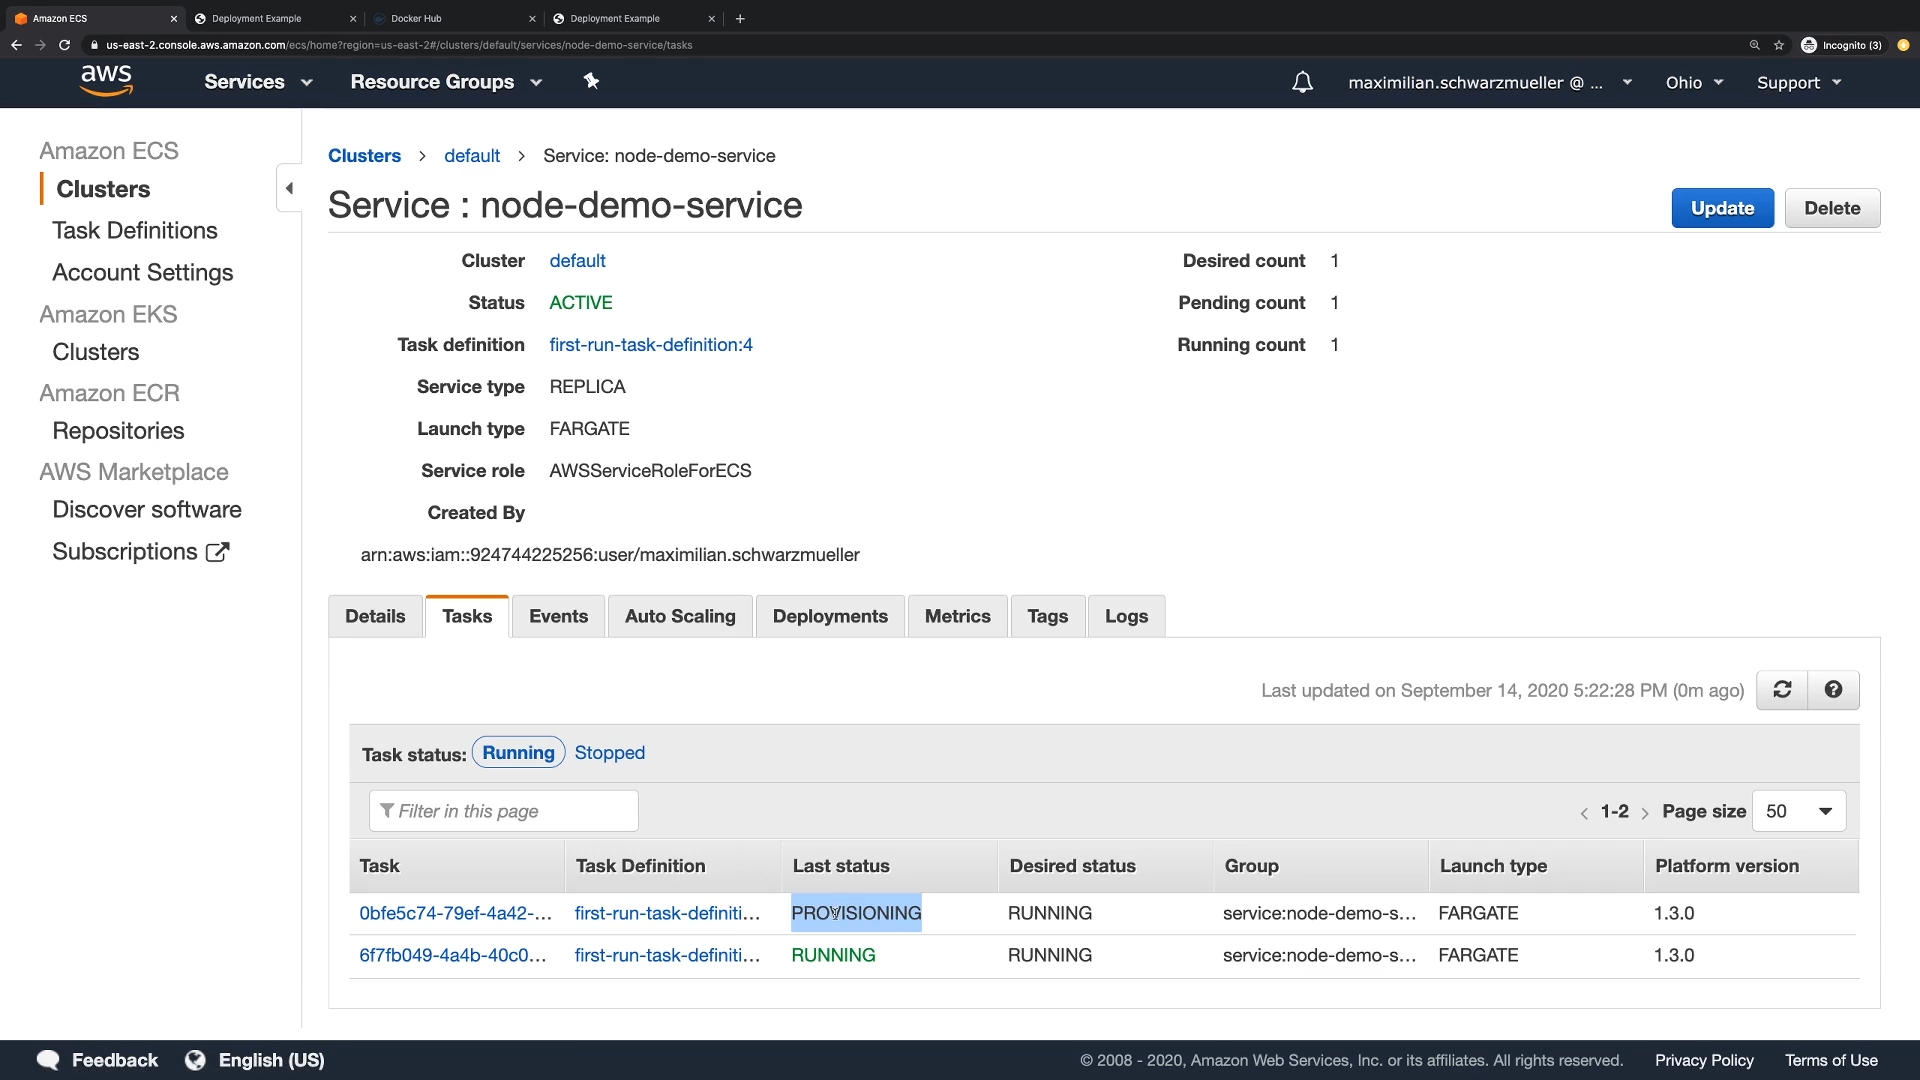 Amazon ECS
Deployment Example
Docker Hub
Deployment Example
us-east-2.console.aws.amazon.com/ecs/home?region=us-east-2#/clusters/default/services/node-demo-service/tasks
Incognito (3)
aws
Services
Resource Groups
maximilian.schwarzmueller @ ...
Ohio
Support
Amazon ECS
Clusters
Task Definitions
Account Settings
Amazon EKS
Clusters
Amazon ECR
Repositories
AWS Marketplace
Discover software
Subscriptions
Clusters > default > Service: node-demo-service
Service : node-demo-service
Update
Delete
Cluster default
Desired count 1
Status ACTIVE
Pending count 1
Task definition first-run-task-definition:4
Running count 1
Service type REPLICA
Launch type FARGATE
Service role AWSServiceRoleForECS
Created By
arn:aws:iam::924744225256:user/maximilian.schwarzmueller
Details
Tasks
Events
Auto Scaling
Deployments
Metrics
Tags
Logs
Last updated on September 14, 2020 5:22:28 PM (0m ago)
Task status: Running Stopped
Filter in this page
< 1-2 > Page size 50
Task Task Definition Last status Desired status Group Launch type Platform version
0bfe5c74-79ef-4a42-... first-run-task-definiti... PROVISIONING RUNNING service:node-demo-s... FARGATE 1.3.0
6f7fb049-4a4b-40c0... first-run-task-definiti... RUNNING RUNNING service:node-demo-s... FARGATE 1.3.0
Feedback
English (US)
© 2008 - 2020, Amazon Web Services, Inc. or its affiliates. All rights reserved.
Privacy Policy
Terms of Use